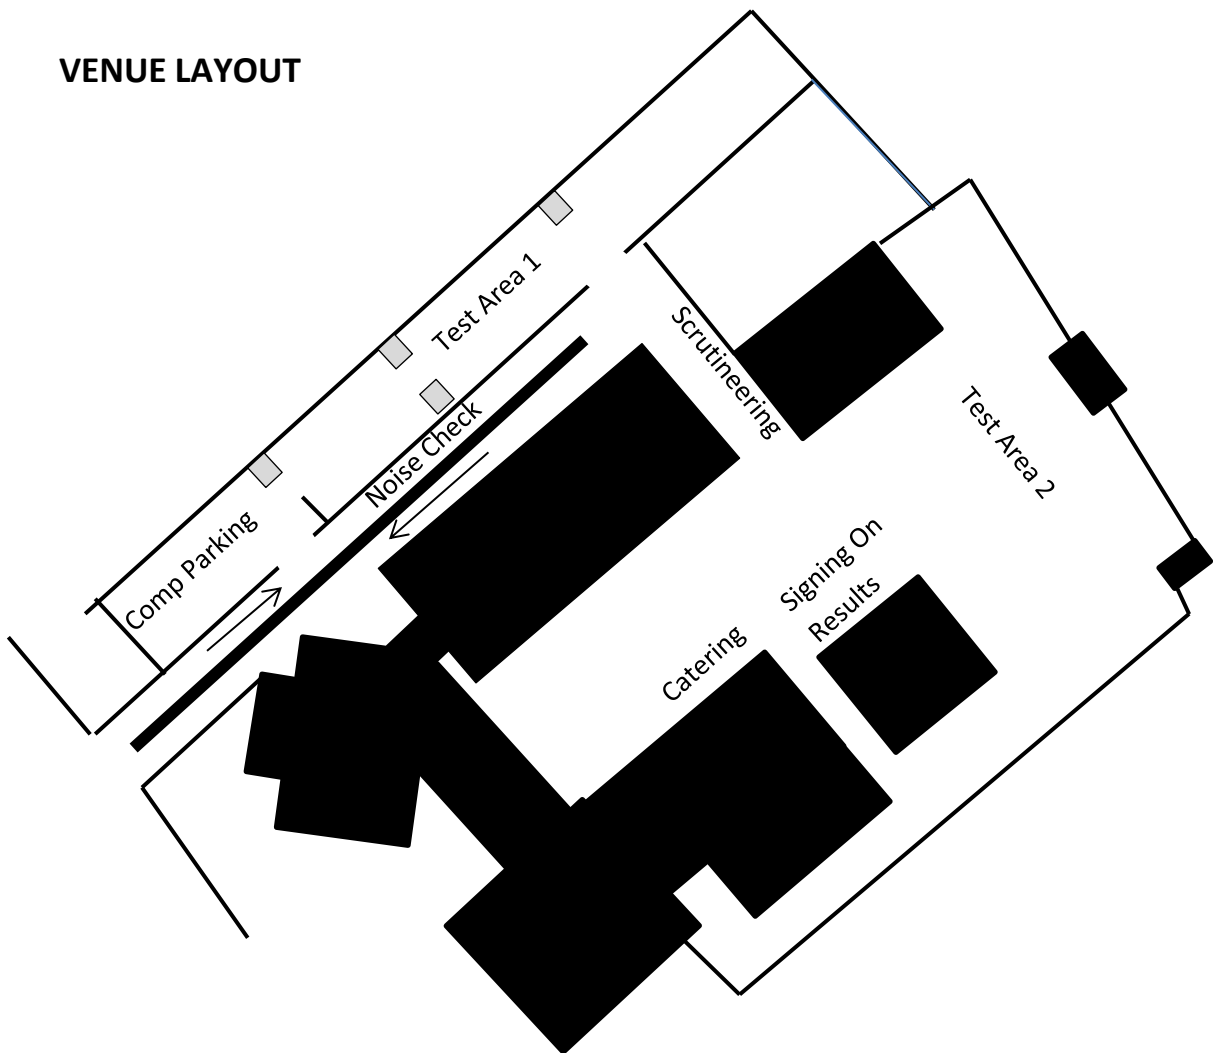 VENUE LAYOUT
Test Area 1
Scrutineering
Noise Check
Test Area 2
Comp Parking
Signing On
Results
Catering